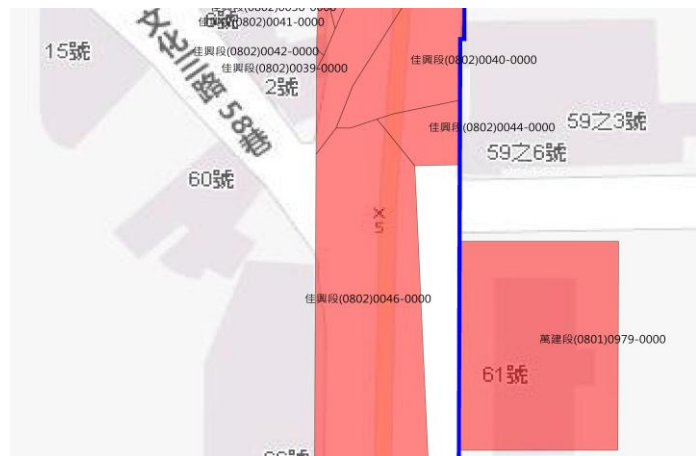 佳興段(0802)0041-0000
15號
佳興段(0802)0042-0000
佳興段(0802)0039-0000
佳興段(0802)0040-0000
2號
文化三路 58巷
佳興段(0802)0044-0000
59之3號
59之6號
60號
X
5
佳興段(0802)0046-0000
萬建段(0801)0979-0000
61號